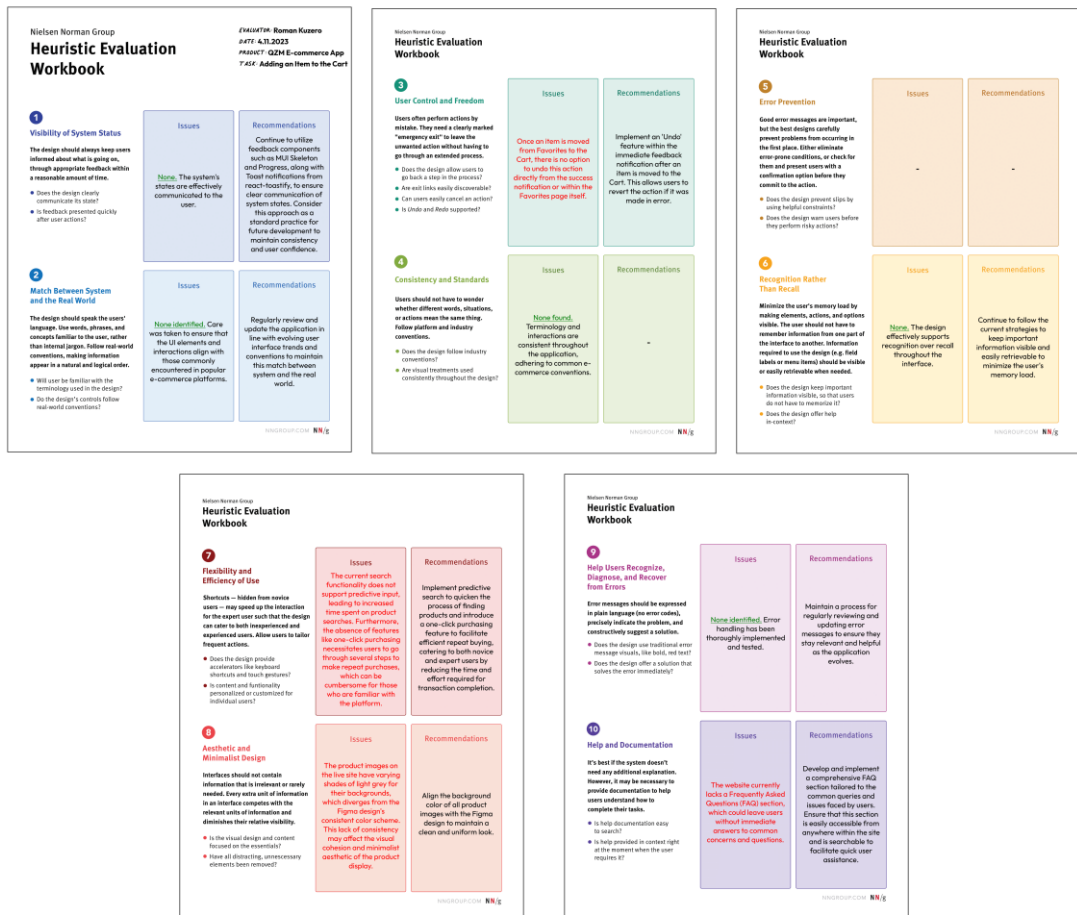 Nielsen Norman Group
Heuristic Evaluation
Workbook
EVALUATOR: Roman Kuzero
DATE: 4.11.2023
PRODUCT: QZM E-commerce App
TASK: Adding an Item to the Cart
1
Visibility of System Status
The design should always keep users
informed about what is going on,
through appropriate feedback within
a reasonable amount of time.
Does the design clearly
communicate its state?
Is feedback presented quickly
after user actions?
Issues
None. The system's
states are effectively
communicated to the
user.
Recommendations
Continue to utilize
feedback components
such as MUI Skeleton
and Progress, along with
Toast notifications from
react-toastify, to ensure
clear communication of
system states. Consider
this approach as a
standard practice for
future development to
maintain consistency
and user confidence.
2
Match Between System
and the Real World
The design should speak the users'
language. Use words, phrases, and
concepts familiar to the user, rather
than internal jargon. Follow real-world
conventions, making information
appear in a natural and logical order.
Will user be familiar with the
terminology used in the design?
Do the design's controls follow
real-world conventions?
Issues
None identified. Care
was taken to ensure that
the UI elements and
interactions align with
those commonly
encountered in popular
e-commerce platforms.
Recommendations
Regularly review and
update the application in
line with evolving user
interface trends and
conventions to maintain
this match between
system and the real
world.
NNGROUP.COM NN/g
Nielsen Norman Group
Heuristic Evaluation
Workbook
3
User Control and Freedom
Users often perform actions by
mistake. They need a clearly marked
"emergency exit" to leave the
unwanted action without having to
go through an extended process.
Does the design allow users to
go back a step in the process?
Are exit links easily discoverable?
Can users easily cancel an action?
Is Undo and Redo supported?
Issues
Once an item is moved
from Favorites to the
Cart, there is no option
to undo this action
directly from the success
notification or within the
Favorites page itself.
Recommendations
Implement an 'Undo'
feature within the
immediate feedback
notification after an
Item is moved to the
Cart. This allows users to
revert the action if it was
made in error.
4
Consistency and Standards
Users should not have to wonder
whether different words, situations,
or actions mean the same thing.
Follow platform and industry
conventions.
Does the design follow industry
conventions?
Are visual treatments used
consistently throughout the design?
Issues
None found.
Terminology and
interactions are
consistent throughout
the application,
adhering to common e-
commerce conventions.
Recommendations
-
NNGROUP.COM NN/g
Nielsen Norman Group
Heuristic Evaluation
Workbook
5
Error Prevention
Good error messages are important,
but the best designs carefully
prevent problems from occurring in
the first place. Either eliminate
error-prone conditions, or check for
them and present users with a
confirmation option before they
commit to the action.
Does the design prevent slips by
using helpful constraints?
Does the design warn users before
they perform risky actions?
Issues
-
Recommendations
-
6
Recognition Rather
Than Recall
Minimize the user's memory load by
making elements, actions, and options
visible. The user should not have to
remember information from one part of
the interface to another. Information
required to use the design (e.g. field
labels or menu items) should be visible
or easily retrievable when needed.
Does the design keep important
information visible, so that users
do not have to memorize it?
Does the design offer help
in-context?
Issues
None. The design
effectively supports
recognition over recall
throughout the
interface.
Recommendations
Continue to follow the
current strategies to
keep important
information visible and
easily retrievable to
minimize the user's
memory load.
NNGROUP.COM NN/g
Nielsen Norman Group
Heuristic Evaluation
Workbook
7
Flexibility and
Efficiency of Use
Shortcuts — hidden from novice
users — may speed up the interaction
for the expert user such that the design
can cater to both inexperienced and
experienced users. Allow users to tailor
frequent actions.
Does the design provide
accelerators like keyboard
shortcuts and touch gestures?
Is content and funtionality
personalized or customized for
individual users?
Issues
The current search
functionality does not
support predictive input,
leading to increased
time spent on product
searches. Furthermore,
the absence of features
like one-click purchasing
necessitates users to go
through several steps to
make repeat purchases,
which can be
cumbersome for those
who are familiar with
the platform.
Recommendations
Implement predictive
search to quicken the
process of finding
products and introduce
a one-click purchasing
feature to facilitate
efficient repeat buying,
catering to both novice
and expert users by
reducing the time and
effort required for
transaction completion.
8
Aesthetic and
Minimalist Design
Interfaces should not contain
information that is irrelevant or rarely
needed. Every extra unit of information
in an interface competes with the
relevant units of information and
diminishes their relative visibility.
Is the visual design and content
focused on the essentials?
Have all distracting, unnecessary
elements been removed?
Issues
The product images on
the live site have varying
shades of light grey for
their backgrounds,
which diverges from the
Figma design's
consistent color scheme.
This lack of consistency
may affect the visual
cohesion and minimalist
aesthetic of the product
display.
Recommendations
Align the background
color of all product
images with the Figma
design to maintain a
clean and uniform look.
NNGROUP.COM NN/g
Nielsen Norman Group
Heuristic Evaluation
Workbook
9
Help Users Recognize,
Diagnose, and Recover
from Errors
Error messages should be expressed
in plain language (no error codes),
precisely indicate the problem, and
constructively suggest a solution.
Does the design use traditional error
message visuals, like bold, red text?
Does the design offer a solution that
solves the error immediately?
Issues
None identified. Error
handling has been
thoroughly implemented
and tested.
Recommendations
Maintain a process for
regularly reviewing and
updating error
messages to ensure they
stay relevant and helpful
as the application
evolves.
10
Help and Documentation
It's best if the system doesn't
need any additional explanation.
However, it may be necessary to
provide documentation to help
users understand how to
complete their tasks.
Is help documentation easy
to search?
Is help provided in context right
at the moment when the user
requires it?
Issues
The website currently
lacks a Frequently Asked
Questions (FAQ) section,
which could leave users
without immediate
answers to common
concerns and questions.
Recommendations
Develop and implement
a comprehensive FAQ
section tailored to the
common queries and
issues faced by users.
Ensure that this section
is easily accessible from
anywhere within the site
and is searchable to
facilitate quick user
assistance.
NNGROUP.COM NN/g